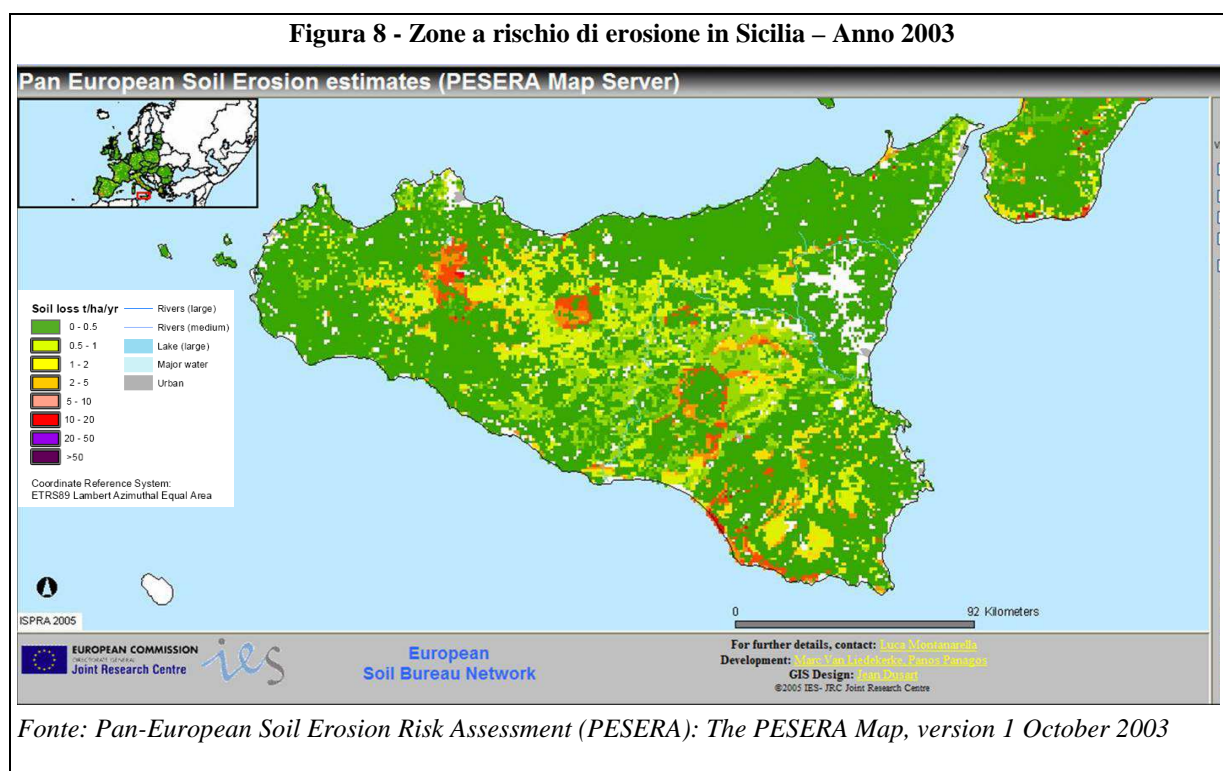 Figura 8 - Zone a rischio di erosione in Sicilia – Anno 2003
Pan European Soil Erosion estimates (PESERA Map Server)
Soil loss t/ha/yr
0 - 0.5
0.5 - 1
1 - 2
2 - 5
5 - 10
10 - 20
20 - 50
>50
Rivers (large)
Rivers (medium)
Lake (large)
Major water
Urban
Coordinate Reference System:
ETRS89 Lambert Azimuthal Equal Area
ISPRA 2005
0 92 Kilometers
EUROPEAN COMMISSION
DIRECTORATE GENERAL
Joint Research Centre
ies
European
Soil Bureau Network
For further details, contact: Luca Montanarella
Development: Marc Van Liedekerke, Panos Panagos
GIS Design: Jean Dusart
©2005 IES- JRC Joint Research Centre
Fonte: Pan-European Soil Erosion Risk Assessment (PESERA): The PESERA Map, version 1 October 2003